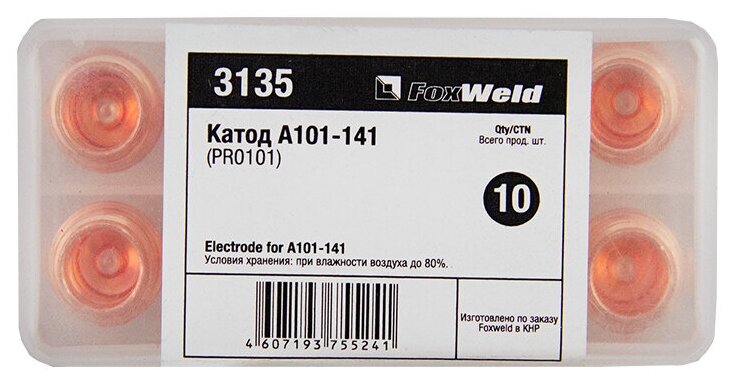 3135
FoxWeld
Катод А101-141
(PR0101)
Qty/CTN
Всего прод. шт.
10
Electrode for A101-141
Условия хранения: при влажности воздуха до 80%.
4 607193 755241
Изготовлено по заказу
Foxweld в КНР